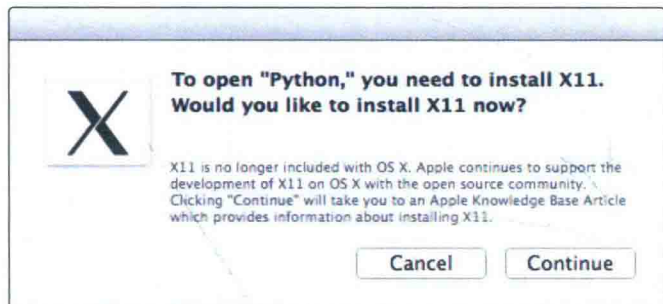 To open "Python," you need to install X11.
Would you like to install X11 now?
X11 is no longer included with OS X. Apple continues to support the
development of X11 on OS X with the open source community.
Clicking "Continue" will take you to an Apple Knowledge Base Article
which provides information about installing X11.
Cancel
Continue